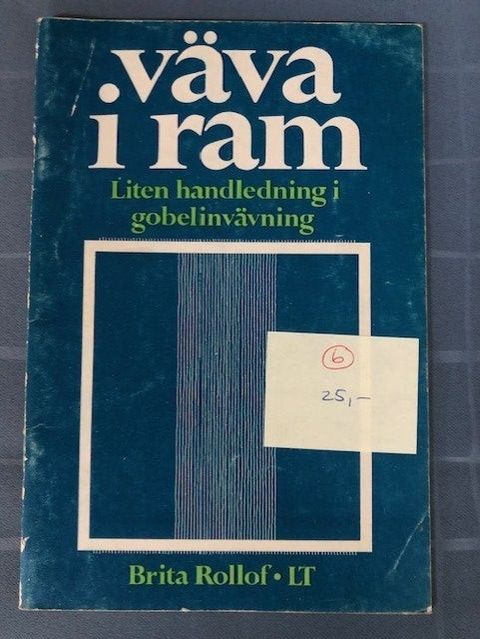 väva
i ram
Liten handledning i
gobelinvävning
6
25,-
Brita Rollof • LT